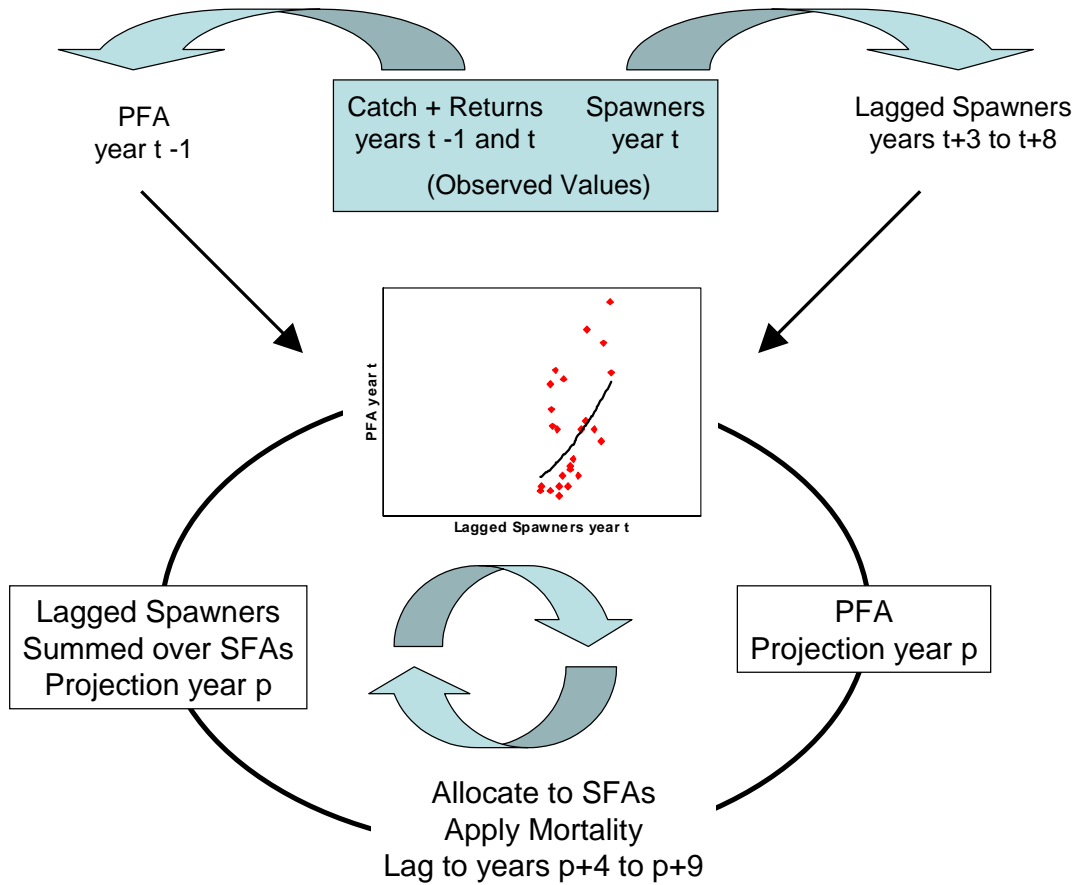 PFA
year t -1
Catch + Returns
years t -1 and t
Spawners
year t
(Observed Values)
Lagged Spawners
years t+3 to t+8
PFA year t
Lagged Spawners year t
Lagged Spawners
Summed over SFAs
Projection year p
PFA
Projection year p
Allocate to SFAs
Apply Mortality
Lag to years p+4 to p+9